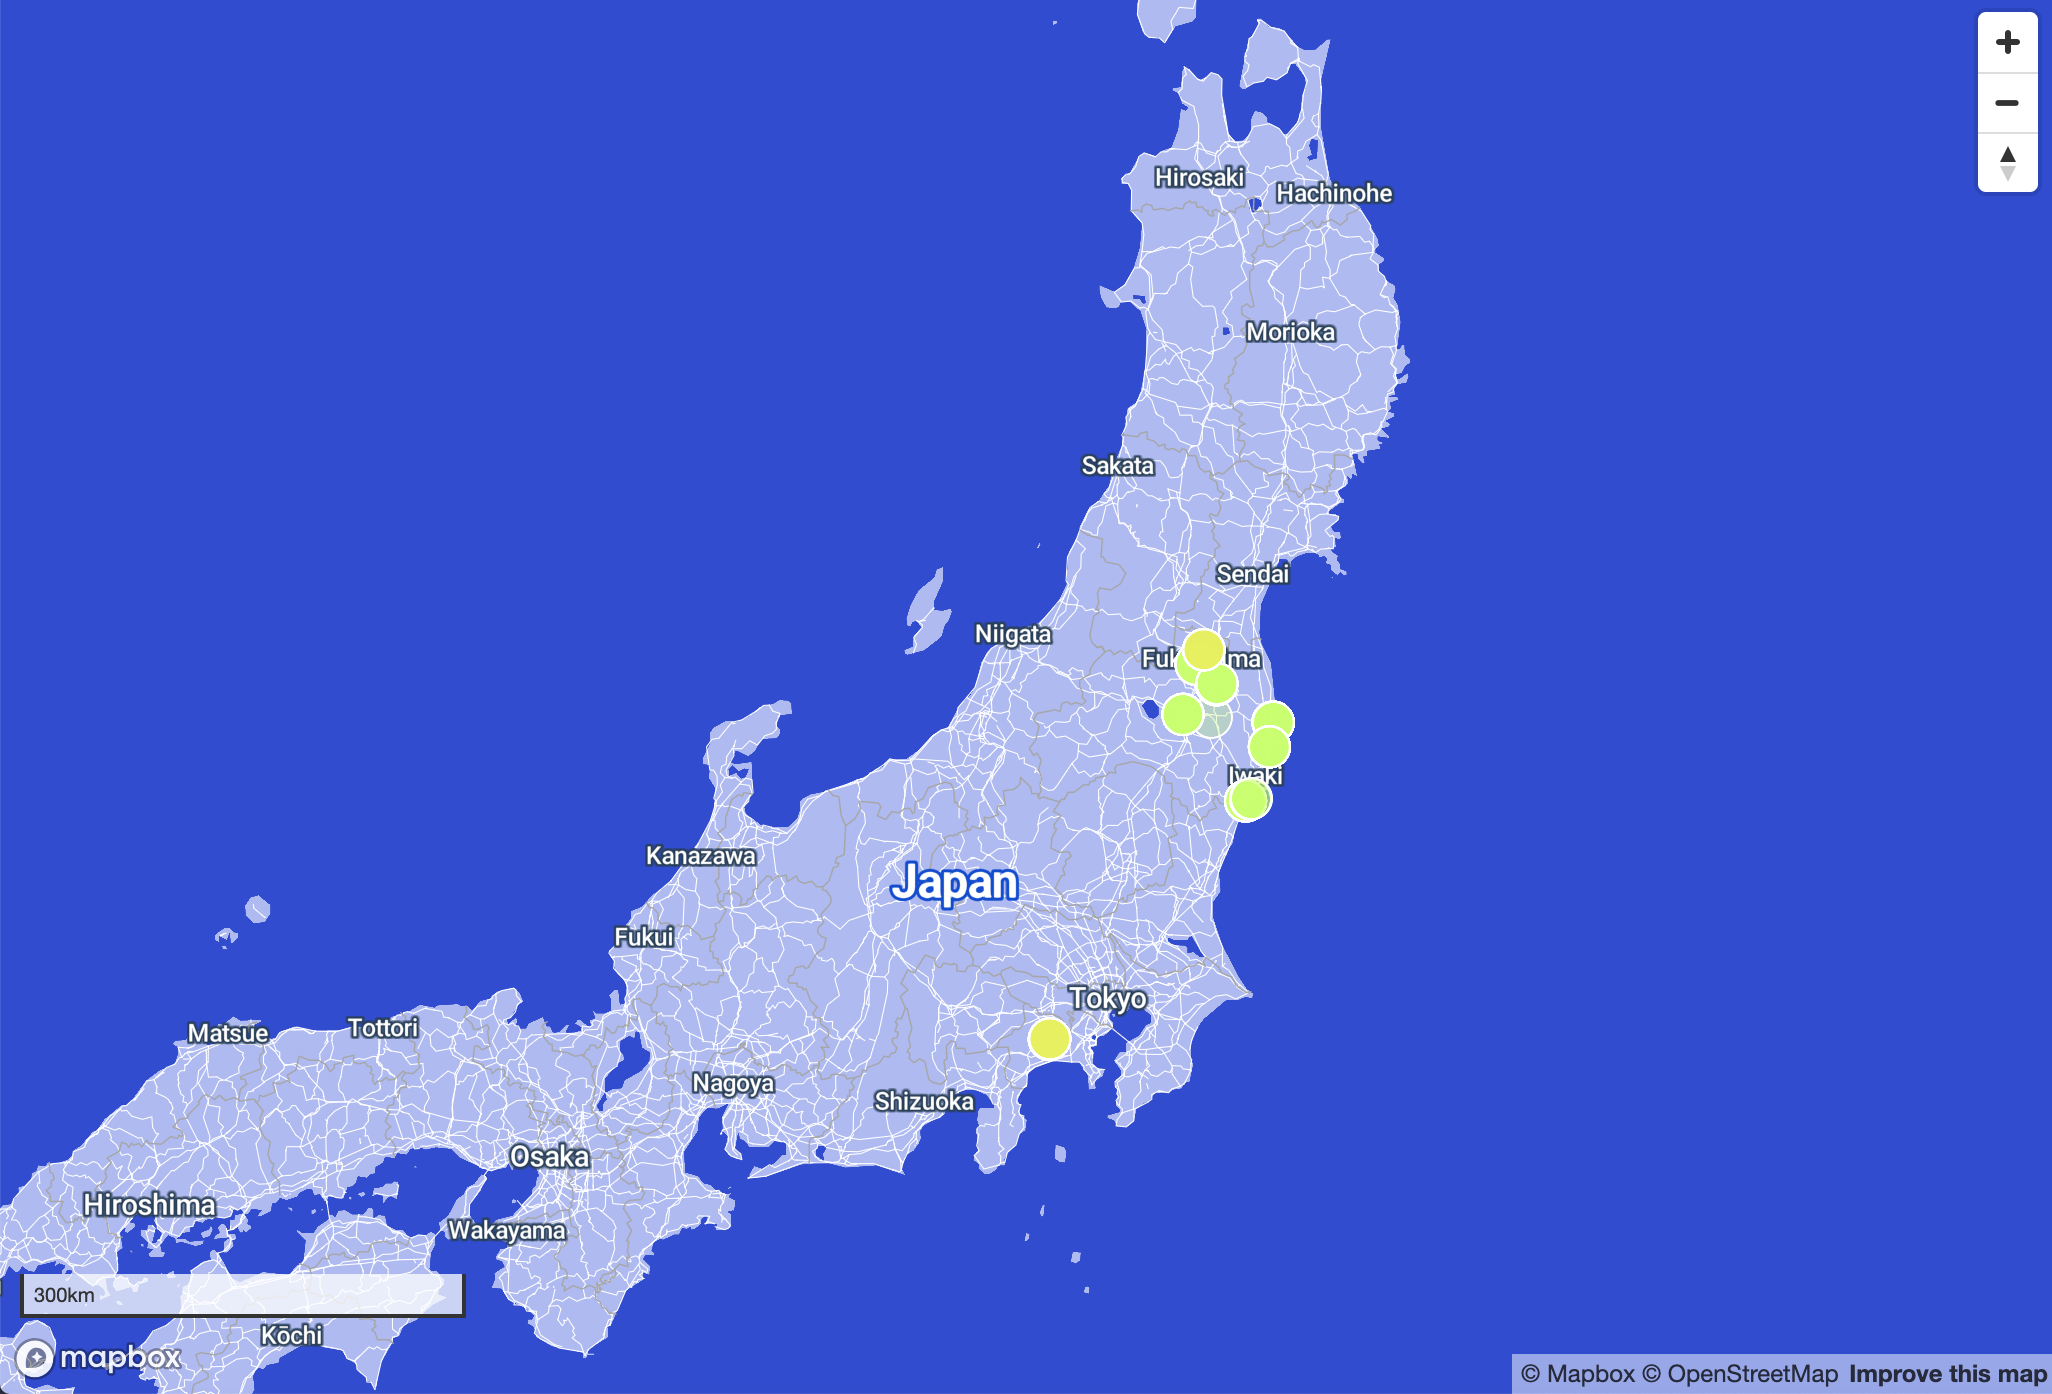 Hirosaki
Hachinohe
Morioka
Sakata
Sendai
Niigata
Fuk ma
Iwaki
Kanazawa
Japan
Fukui
Tokyo
Matsue
Tottori
Nagoya
Shizuoka
Osaka
Hiroshima
Wakayama
300km
Kōchi
mapbox
© Mapbox © OpenStreetMap Improve this map